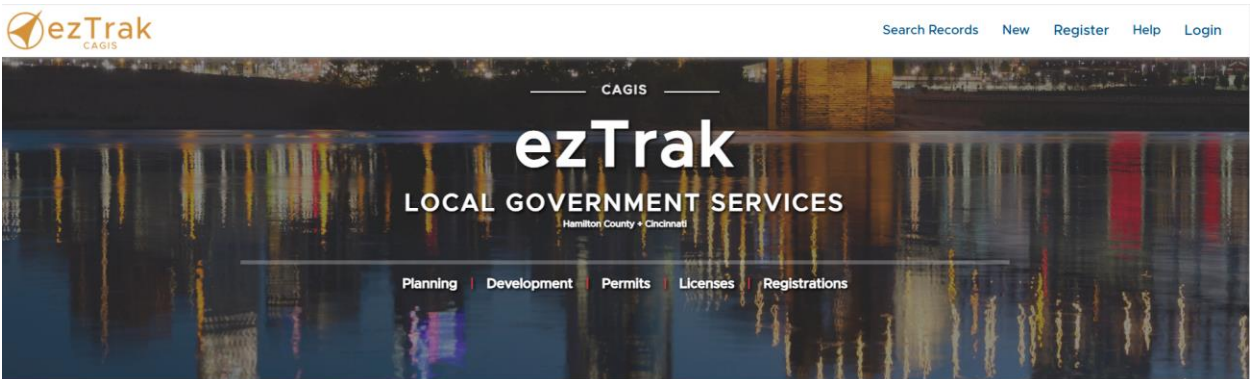 ezTrak
CAGIS
Search Records New Register Help Login
CAGIS
ezTrak
LOCAL GOVERNMENT SERVICES
Hamilton County + Cincinnati
Planning | Development | Permits | Licenses | Registrations